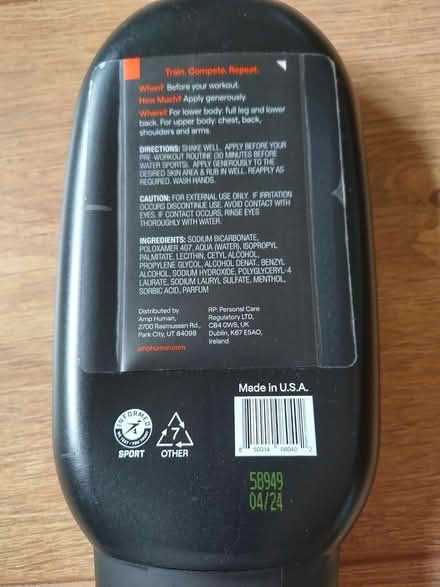 Train. Compete. Repeat.
When? Before your workout.
How Much? Apply generously.
Where? For lower body: full leg and lower
back. For upper body: chest, back,
shoulders and arms.
DIRECTIONS: SHAKE WELL. APPLY BEFORE YOUR
PRE-WORKOUT ROUTINE (30 MINUTES BEFORE
WATER SPORTS). APPLY GENEROUSLY TO THE
DESIRED SKIN AREA & RUB IN WELL. REAPPLY AS
REQUIRED. WASH HANDS.
CAUTION: FOR EXTERNAL USE ONLY. IF IRRITATION
OCCURS DISCONTINUE USE. AVOID CONTACT WITH
EYES. IF CONTACT OCCURS, RINSE EYES
THOROUGHLY WITH WATER.
INGREDIENTS: SODIUM BICARBONATE,
POLOXAMER 407, AQUA (WATER), ISOPROPYL
PALMITATE, LECITHIN, CETYL ALCOHOL,
PROPYLENE GLYCOL, ALCOHOL DENAT., BENZYL
ALCOHOL, SODIUM HYDROXIDE, POLYGLYCERYL-4
LAURATE, SODIUM LAURYL SULFATE, MENTHOL,
SORBIC ACID, PARFUM
Distributed by
Amp Human,
2700 Rasmussen Rd.,
Park City, UT 84098
amphuman.com
RP: Personal Care
Regulatory LTD,
CB4 0WS, UK
Dublin, K67 E5AO,
Ireland
Made in U.S.A.
INFORMED
SPORT
7
OTHER
58949
04/24